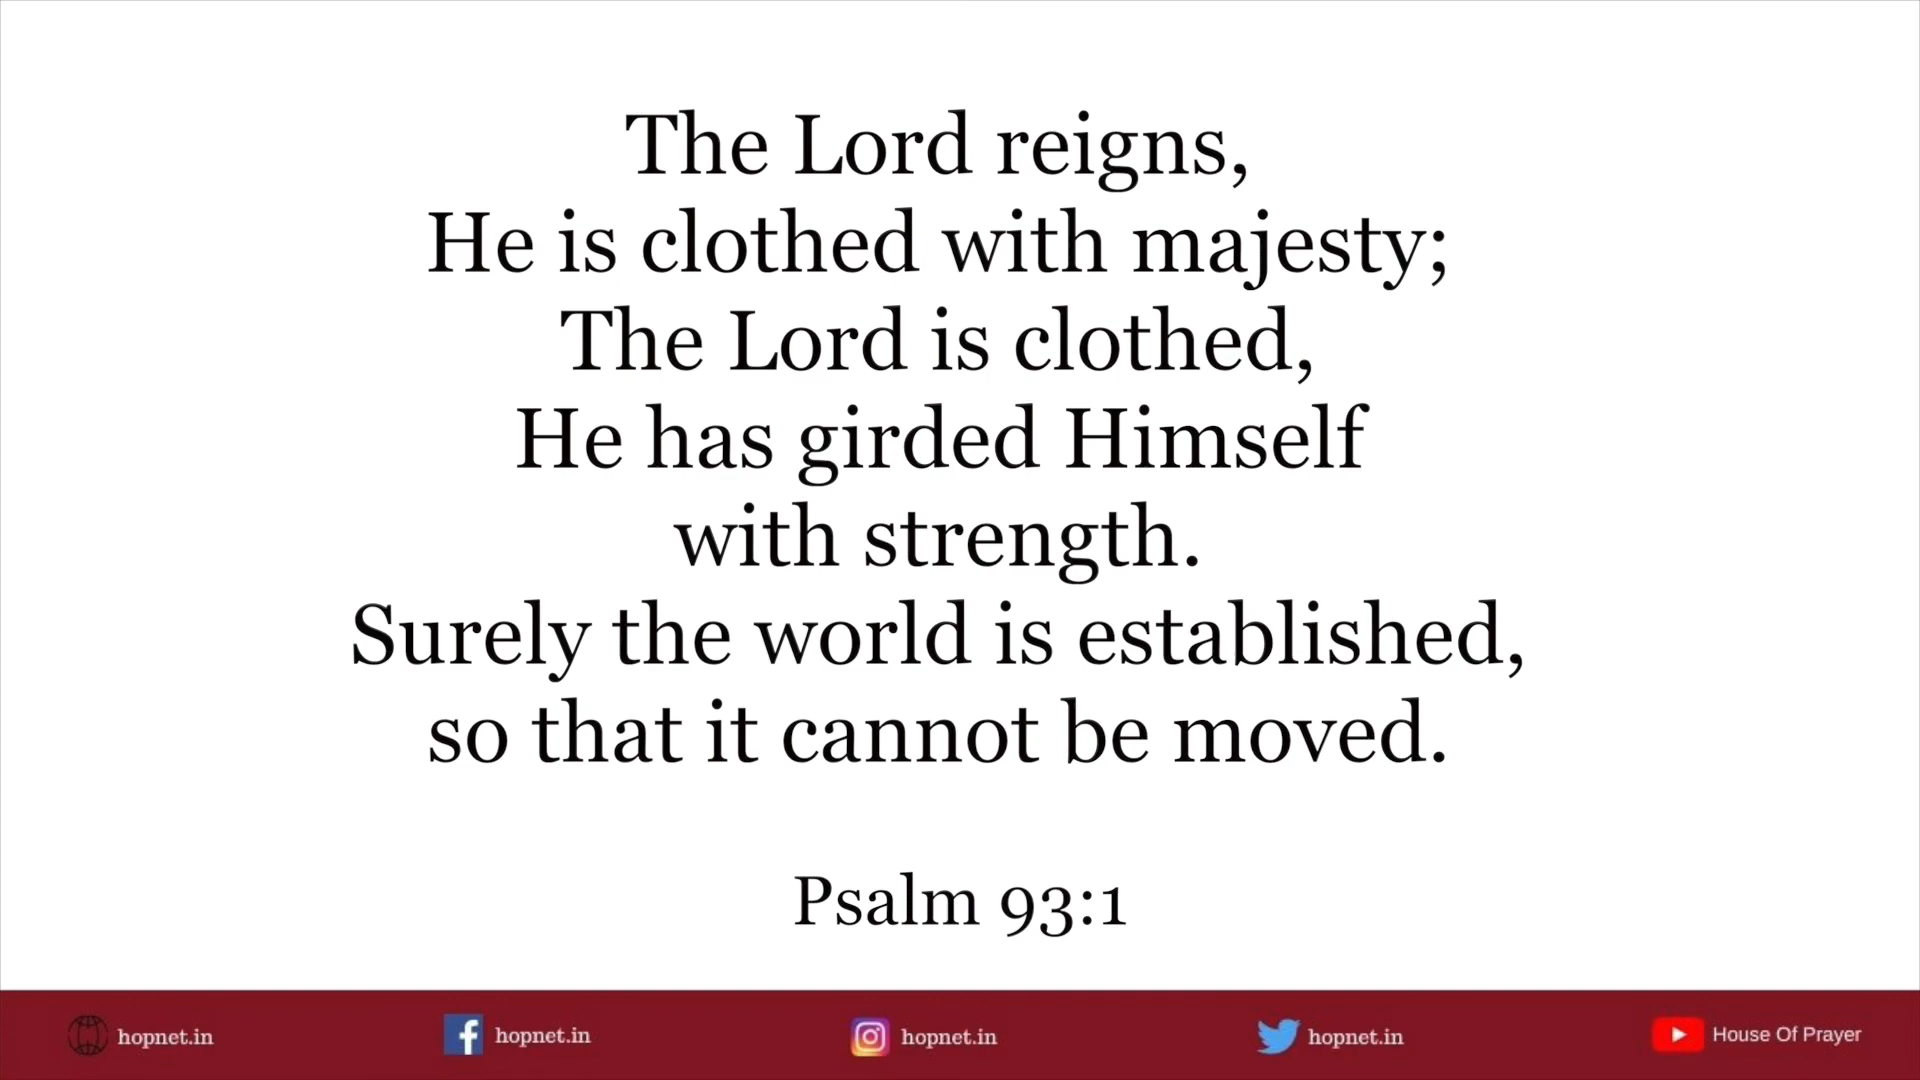 The Lord reigns,
He is clothed with majesty;
The Lord is clothed,
He has girded Himself
with strength.
Surely the world is established,
so that it cannot be moved.
Psalm 93:1
hopnet.in
hopnet.in
hopnet.in
hopnet.in
House Of Prayer